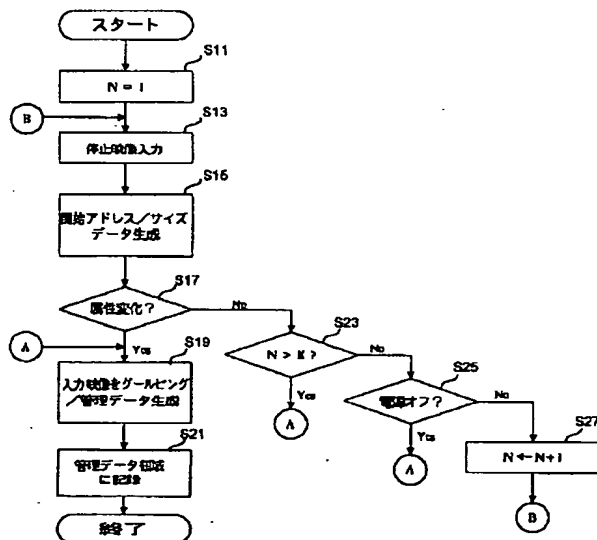 スタート
S11
N = 1
B
S13
停止映像入力
S15
開始アドレス／サイズ
データ生成
S17
属性変化？
No
A
Yes
S19
入力映像をグールピング
／管理データ生成
S21
管理データ領域
に記録
終了
S23
N > K ?
No
Yes
A
S25
電源オフ？
No
Yes
A
S27
N←N+1
B